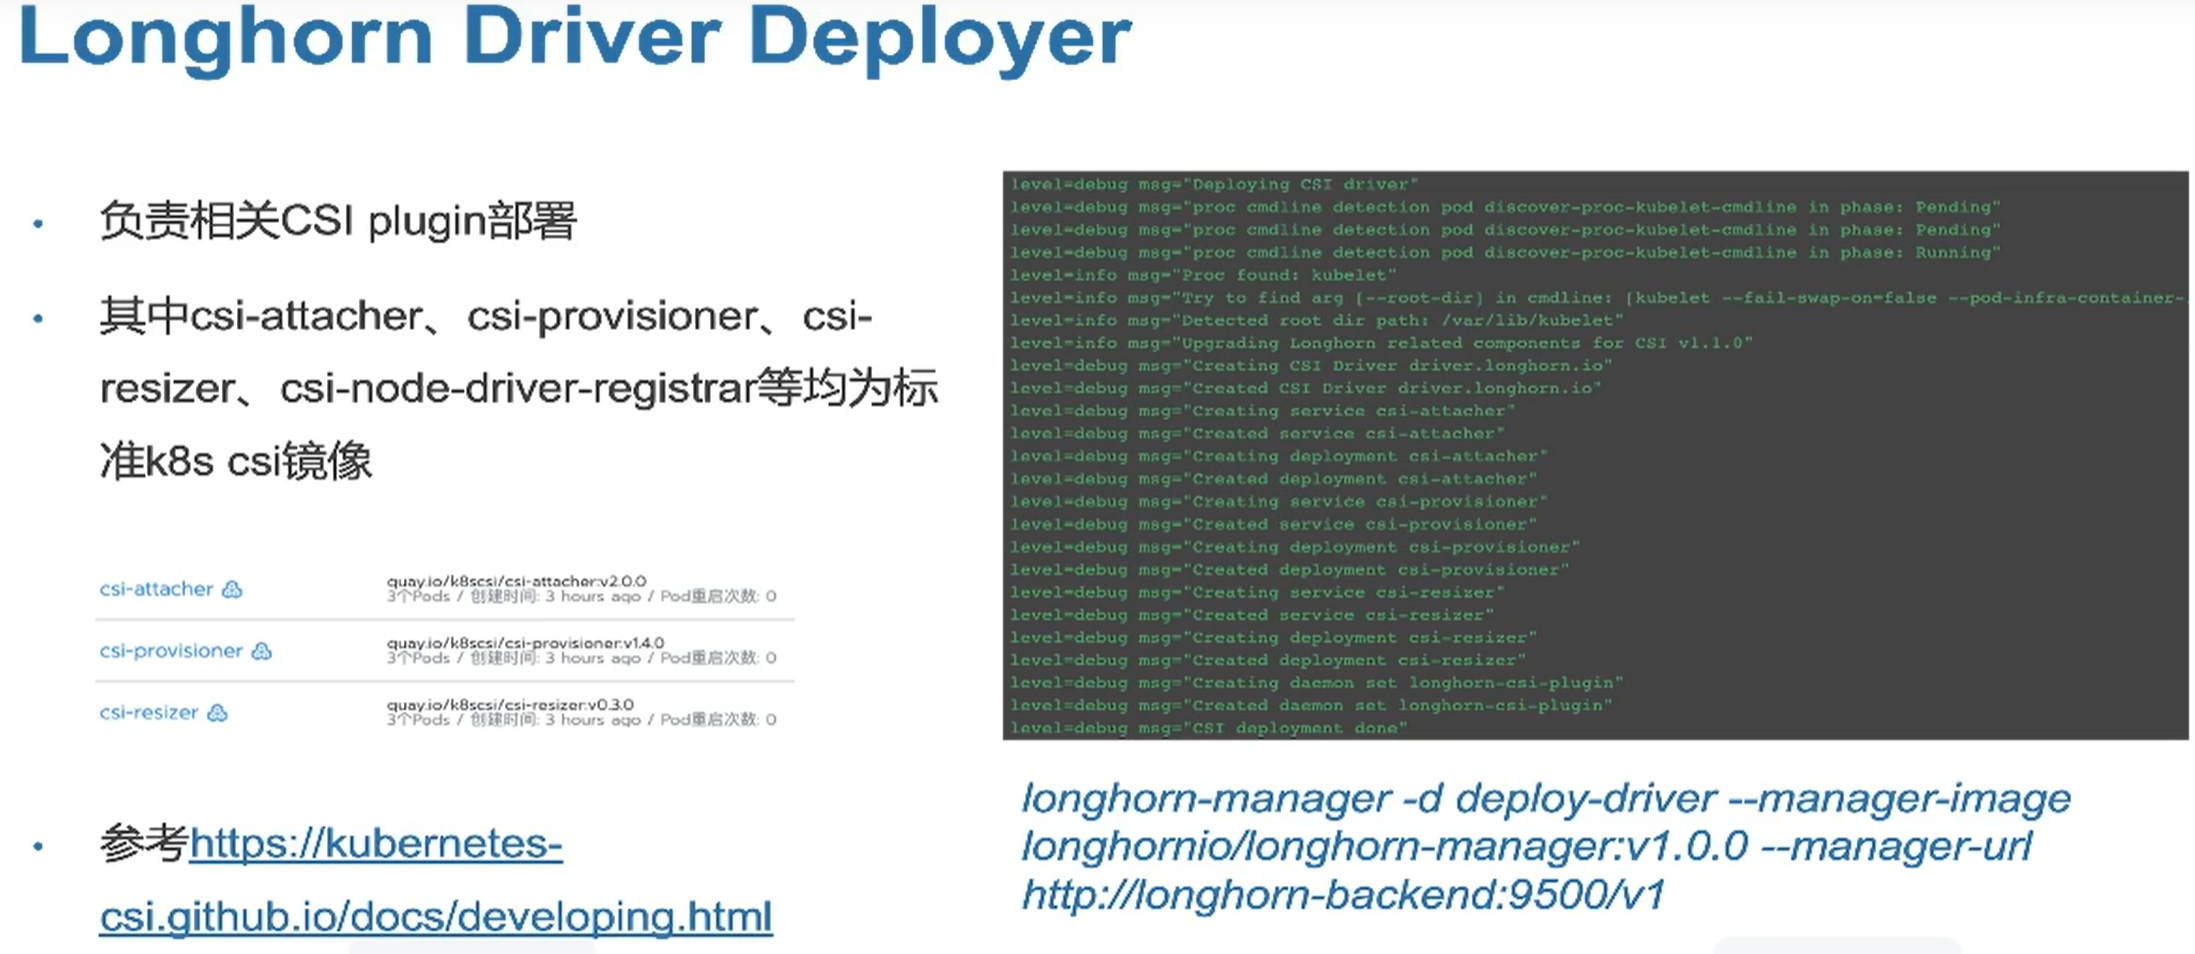 Longhorn Driver Deployer
• 负责相关CSI plugin部署
• 其中csi-attacher、csi-provisioner、csi-
resizer、csi-node-driver-registrar等均为标
准k8s csi镜像
csi-attacher
quay.io/k8scsi/csi-attacher:v2.0.0
3个Pods / 创建时间: 3 hours ago / Pod重启次数: 0
csi-provisioner
quay.io/k8scsi/csi-provisioner:v1.4.0
3个Pods / 创建时间: 3 hours ago / Pod重启次数: 0
csi-resizer
quay.io/k8scsi/csi-resizer:v0.3.0
3个Pods / 创建时间: 3 hours ago / Pod重启次数: 0
• 参考https://kubernetes-
csi.github.io/docs/developing.html
level=debug msg="Deploying CSI driver"
level=debug msg="proc cmdline detection pod discover-proc-kubelet-cmdline in phase: Pending"
level=debug msg="proc cmdline detection pod discover-proc-kubelet-cmdline in phase: Pending"
level=debug msg="proc cmdline detection pod discover-proc-kubelet-cmdline in phase: Running"
level=info msg="Proc found: kubelet"
level=info msg="Try to find arg [--root-dir] in cmdline: [kubelet --fail-swap-on=false --pod-infra-container-
level=info msg="Detected root dir path: /var/lib/kubelet"
level=info msg="Upgrading Longhorn related components for CSI v1.1.0"
level=debug msg="Creating CSI Driver driver.longhorn.io"
level=debug msg="Created CSI Driver driver.longhorn.io"
level=debug msg="Creating service csi-attacher"
level=debug msg="Created service csi-attacher"
level=debug msg="Creating deployment csi-attacher"
level=debug msg="Created deployment csi-attacher"
level=debug msg="Creating service csi-provisioner"
level=debug msg="Created service csi-provisioner"
level=debug msg="Creating deployment csi-provisioner"
level=debug msg="Created deployment csi-provisioner"
level=debug msg="Creating service csi-resizer"
level=debug msg="Created service csi-resizer"
level=debug msg="Creating deployment csi-resizer"
level=debug msg="Created deployment csi-resizer"
level=debug msg="Creating daemon set longhorn-csi-plugin"
level=debug msg="Created daemon set longhorn-csi-plugin"
level=debug msg="CSI deployment done"
longhorn-manager -d deploy-driver --manager-image
longhornio/longhorn-manager:v1.0.0 --manager-url
http://longhorn-backend:9500/v1